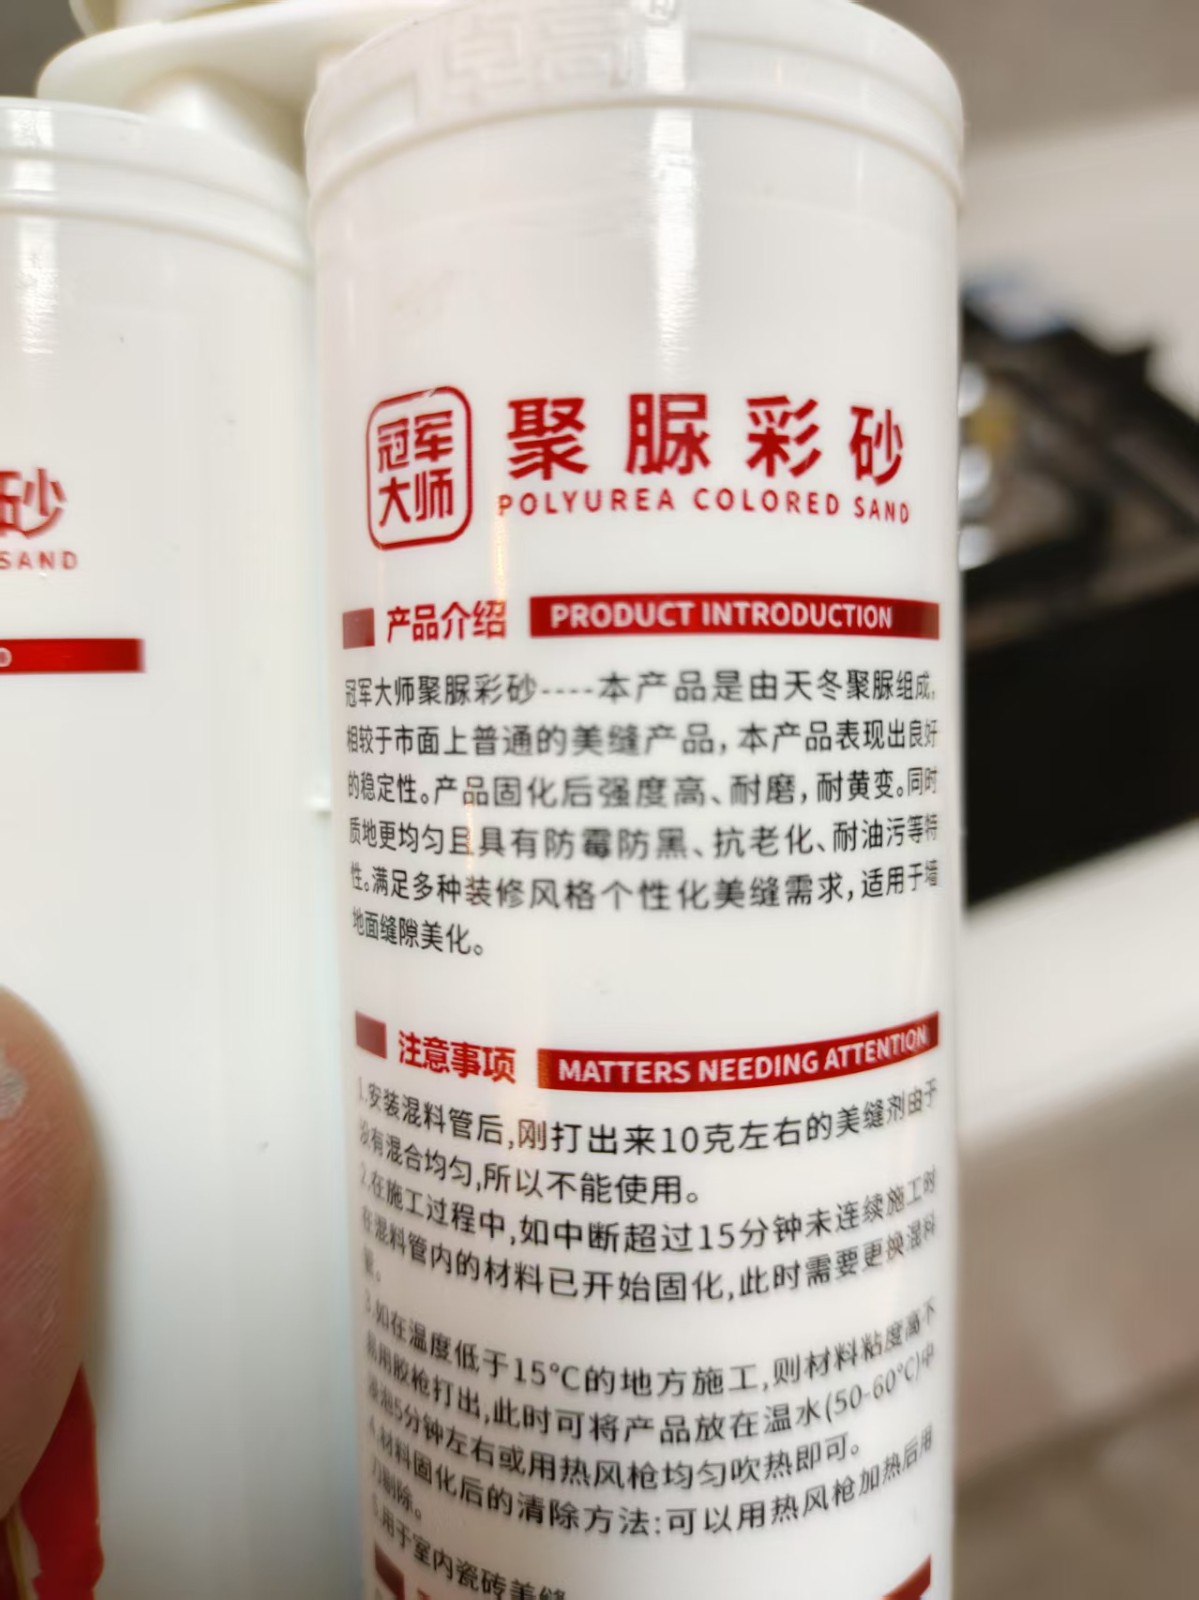 卓高
砂
SAND
冠军
大师
聚脲彩砂
POLYUREA COLORED SAND
产品介绍 PRODUCT INTRODUCTION
冠军大师聚脲彩砂----本产品是由天冬聚脲组成,
相较于市面上普通的美缝产品,本产品表现出良好
的稳定性。产品固化后强度高、耐磨,耐黄变。同时
质地更均匀且具有防霉防黑、抗老化、耐油污等特
性。满足多种装修风格个性化美缝需求,适用于墙
地面缝隙美化。
注意事项 MATTERS NEEDING ATTENTION
1.安装混料管后,刚打出来10克左右的美缝剂由于
没有混合均匀,所以不能使用。
2.在施工过程中,如中断超过15分钟未连续施工时
在混料管内的材料已开始固化,此时需要更换混料
管。
3.如在温度低于15°C的地方施工,则材料粘度高不
易用胶枪打出,此时可将产品放在温水(50-60°C)中
浸泡5分钟左右或用热风枪均匀吹热即可。
4.材料固化后的清除方法:可以用热风枪加热后用
刀剔除。
5.用于室内瓷砖美缝